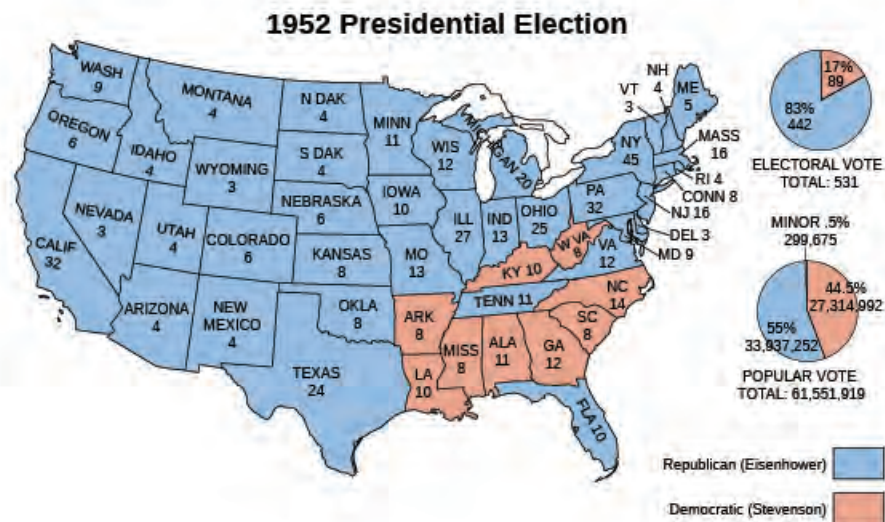 1952 Presidential Election
WASH
9
OREGON
6
CALIF
32
NEVADA
3
IDAHO
4
MONTANA
4
WYOMING
3
UTAH
4
COLORADO
6
ARIZONA
4
NEW
MEXICO
4
N DAK
4
S DAK
4
NEBRASKA
6
KANSAS
8
OKLA
8
TEXAS
24
MINN
11
IOWA
10
MO
13
ARK
8
LA
10
WIS
12
ILL
27
MICHIGAN 20
IND
13
OHIO
25
KY 10
TENN 11
MISS
8
ALA
11
GA
12
FLA 10
SC
8
NC
14
VA
12
W VA
8
PA
32
NY
45
VT
3
NH
4
ME
5
MASS
16
RI 4
CONN 8
NJ 16
DEL 3
MD 9
17%
89
83%
442
ELECTORAL VOTE
TOTAL: 531
MINOR .5%
299,675
44.5%
27,314,992
55%
33,937,252
POPULAR VOTE
TOTAL: 61,551,919
Republican (Eisenhower)
Democratic (Stevenson)